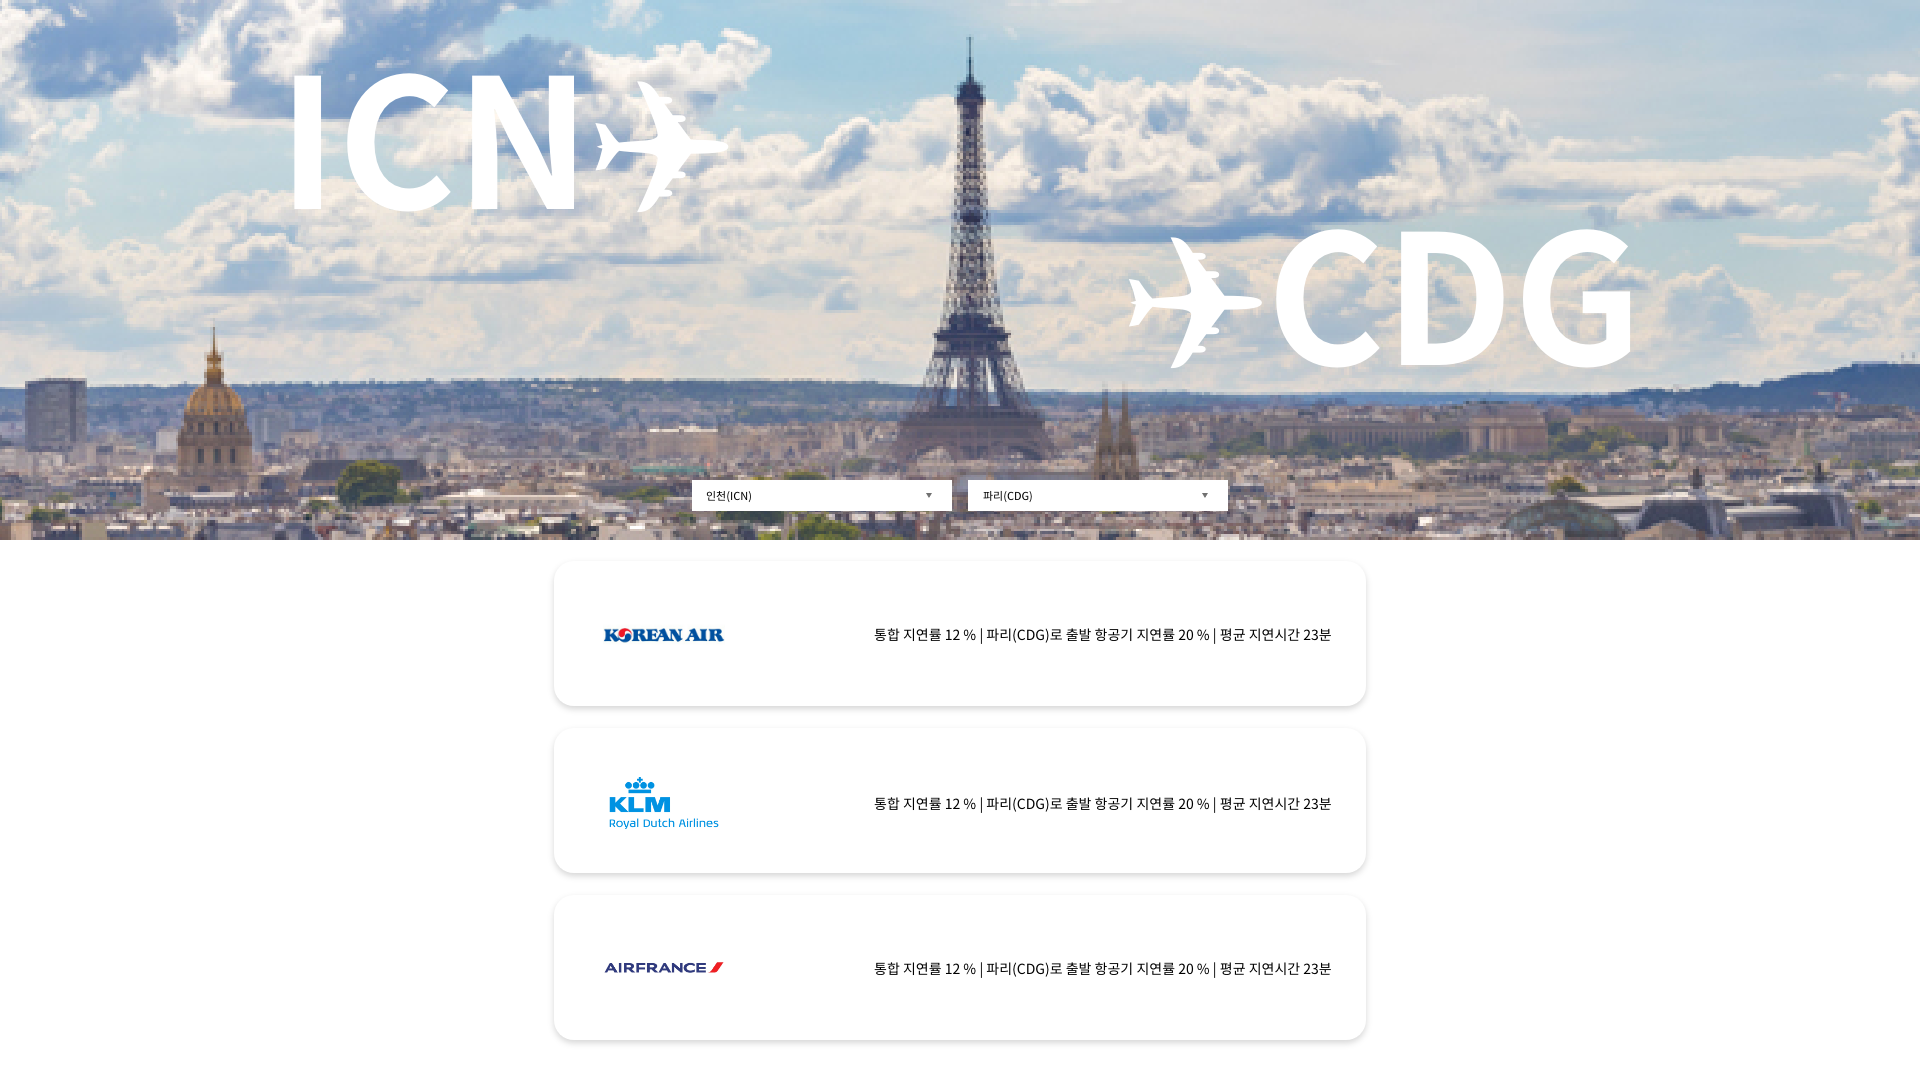 ICN
CDG
인천(ICN) ▼
파리(CDG) ▼
KOREAN AIR
통합 지연률 12 % | 파리(CDG)로 출발 항공기 지연률 20 % | 평균 지연시간 23분
KLM
Royal Dutch Airlines
통합 지연률 12 % | 파리(CDG)로 출발 항공기 지연률 20 % | 평균 지연시간 23분
AIRFRANCE
통합 지연률 12 % | 파리(CDG)로 출발 항공기 지연률 20 % | 평균 지연시간 23분